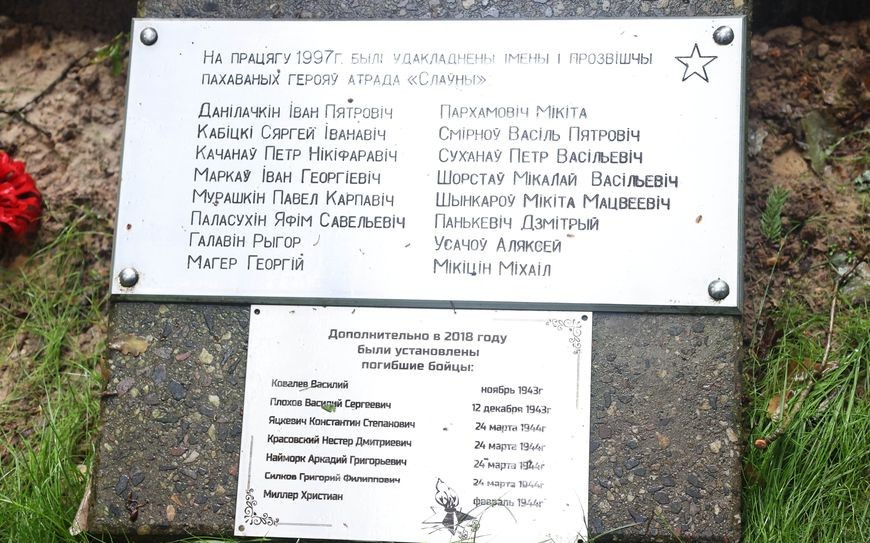 На працягу 1997г. былі удакладнены імены і прозвішчы
пахаваных герояў атрада «Слаўны»:
Данілачкін Іван Пятровіч
Кабіцкі Сяргей Іванавіч
Качанаў Петр Нікіфаравіч
Маркаў Іван Георгіевіч
Мурашкін Павел Карпавіч
Паласухін Яфім Савельевіч
Галавін Рыгор
Магер Георгій
Пархамовіч Мікіта
Смірноў Васіль Пятровіч
Суханаў Петр Васільевіч
Шорстаў Мікалай Васільевіч
Шынкароў Мікіта Мацвеевіч
Панькевіч Дзмітрый
Усачоў Аляксей
Мікіцін Міхаіл
Дополнительно в 2018 году
были установлены
погибшие бойцы:
Ковалев Василий ноябрь 1943г
Плохов Василий Сергеевич 12 декабря 1943г
Яцкевич Константин Степанович 24 марта 1944г
Красовский Нестер Дмитриевич 24 марта 1944г
Найморк Аркадий Григорьевич 24 марта 1944г
Силков Григорий Филиппович 24 марта 1944г
Миллер Христиан февраль 1944г